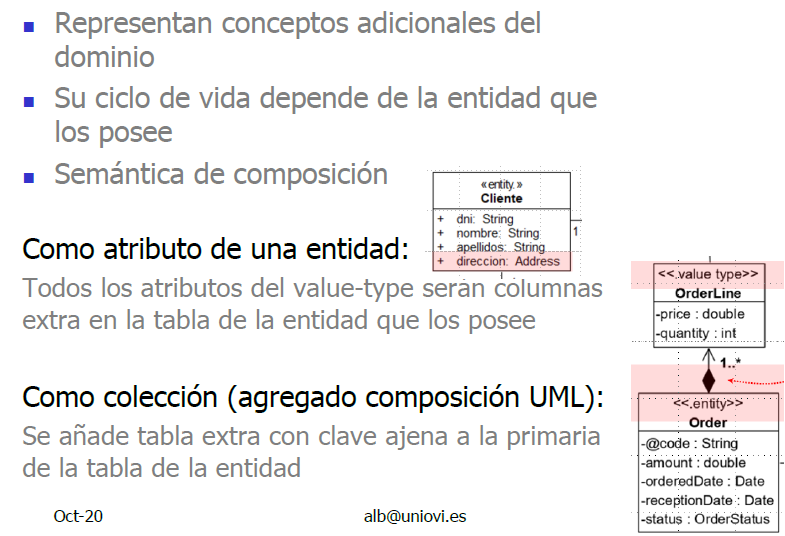 Representan conceptos adicionales del
dominio
Su ciclo de vida depende de la entidad que
los posee
Semántica de composición
Como atributo de una entidad:
Todos los atributos del value-type serán columnas
extra en la tabla de la entidad que los posee
Como colección (agregado composición UML):
Se añade tabla extra con clave ajena a la primaria
de la tabla de la entidad
Oct-20
alb@uniovi.es
«entity.»
Cliente
+ dni: String
+ nombre: String
+ apellidos: String
+ direccion: Address
1
<<.value type>>
OrderLine
-price : double
-quantity : int
1..*
<<.entity>>
Order
-@code : String
-amount : double
-orderedDate : Date
-receptionDate : Date
-status : OrderStatus